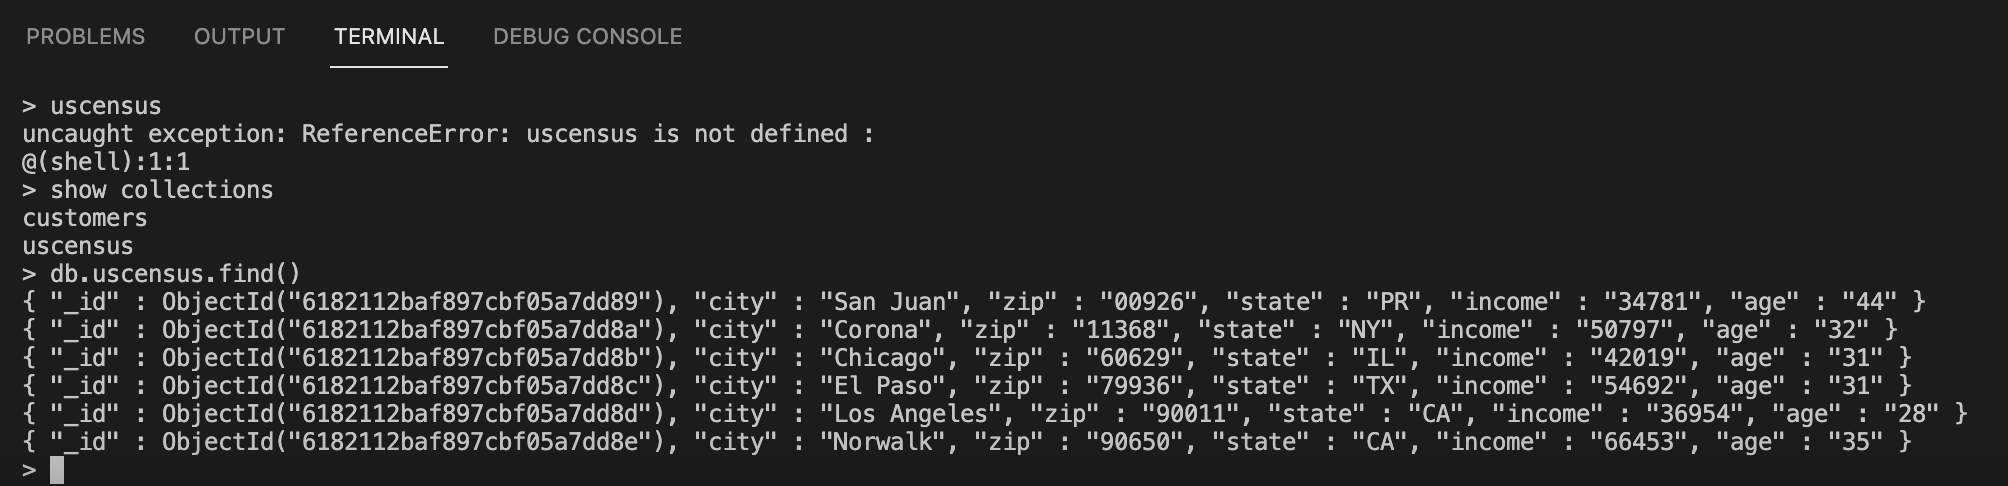 PROBLEMS OUTPUT TERMINAL DEBUG CONSOLE
> uscensus
uncaught exception: ReferenceError: uscensus is not defined :
@(shell):1:1
> show collections
customers
uscensus
> db.uscensus.find()
{ "_id" : ObjectId("6182112baf897cbf05a7dd89"), "city" : "San Juan", "zip" : "00926", "state" : "PR", "income" : "34781", "age" : "44" }
{ "_id" : ObjectId("6182112baf897cbf05a7dd8a"), "city" : "Corona", "zip" : "11368", "state" : "NY", "income" : "50797", "age" : "32" }
{ "_id" : ObjectId("6182112baf897cbf05a7dd8b"), "city" : "Chicago", "zip" : "60629", "state" : "IL", "income" : "42019", "age" : "31" }
{ "_id" : ObjectId("6182112baf897cbf05a7dd8c"), "city" : "El Paso", "zip" : "79936", "state" : "TX", "income" : "54692", "age" : "31" }
{ "_id" : ObjectId("6182112baf897cbf05a7dd8d"), "city" : "Los Angeles", "zip" : "90011", "state" : "CA", "income" : "36954", "age" : "28" }
{ "_id" : ObjectId("6182112baf897cbf05a7dd8e"), "city" : "Norwalk", "zip" : "90650", "state" : "CA", "income" : "66453", "age" : "35" }
>